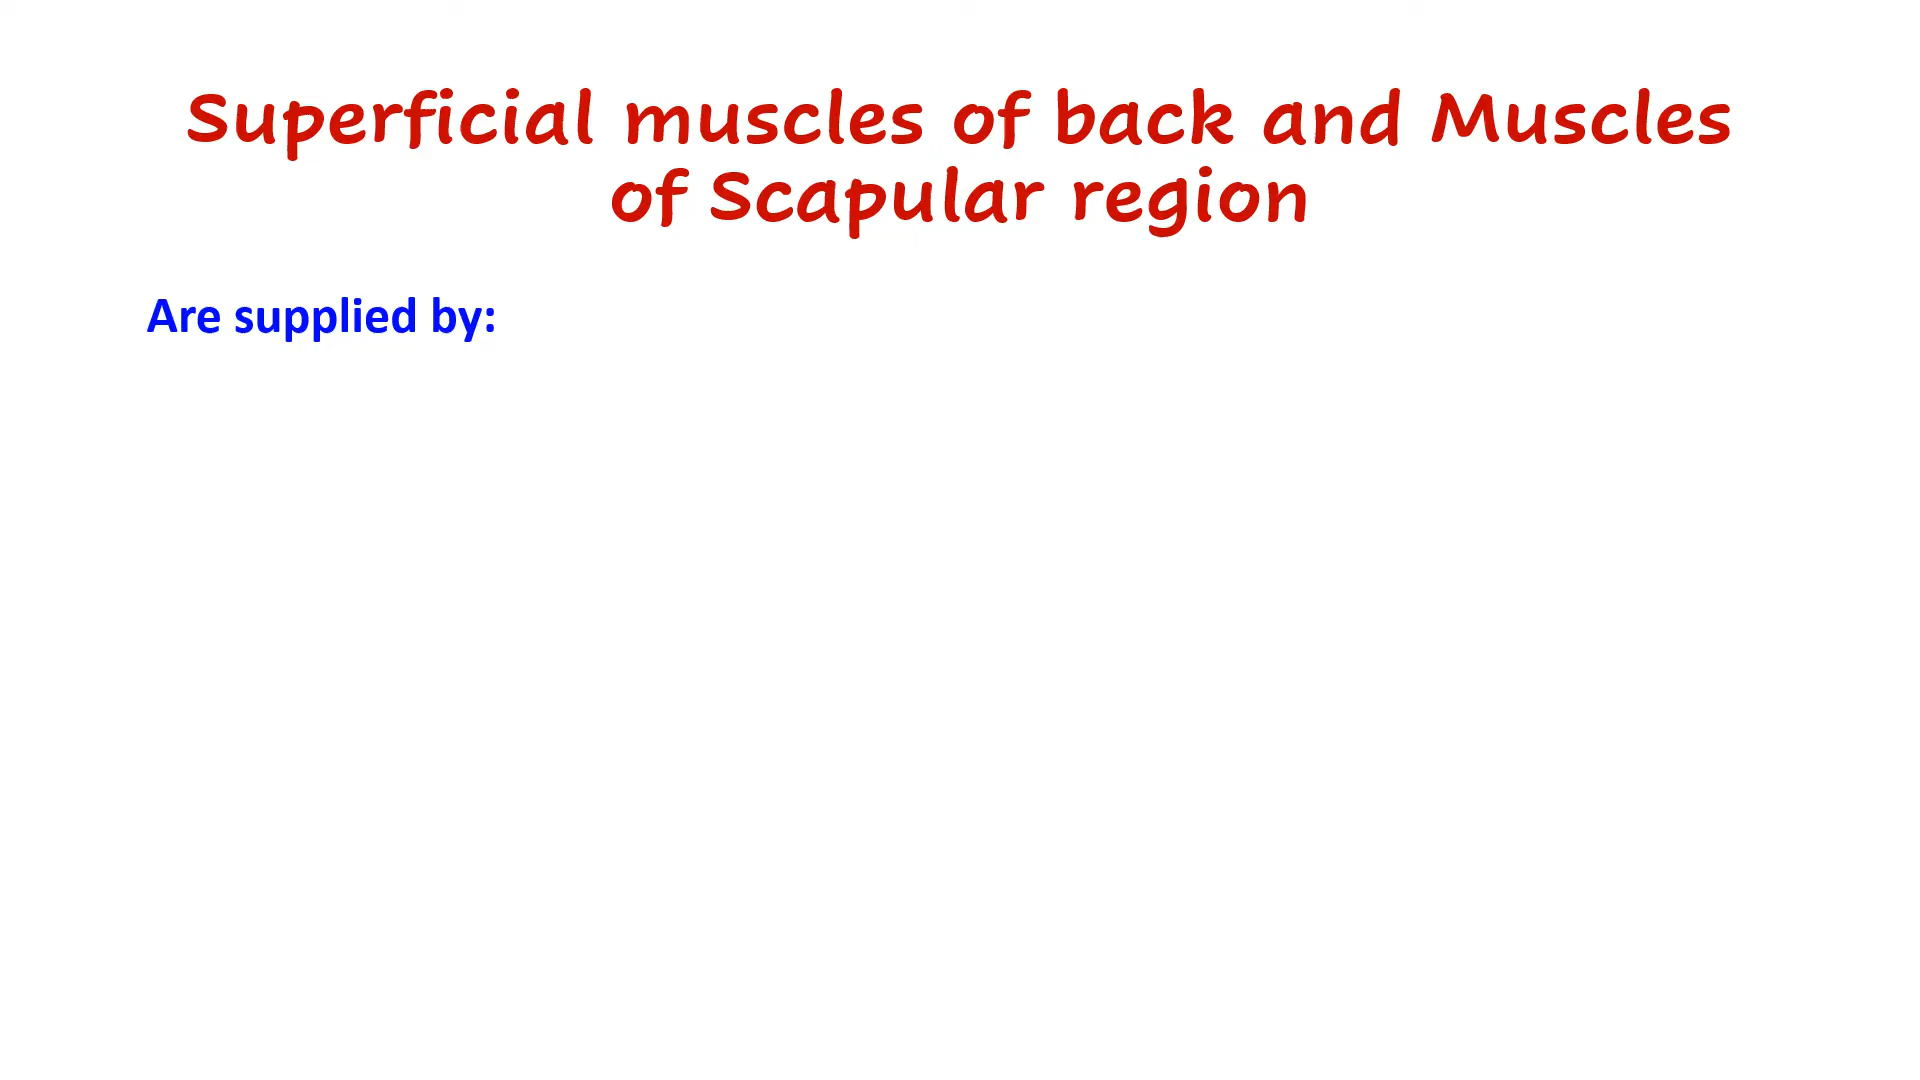 Superficial muscles of back and Muscles
of Scapular region
Are supplied by: